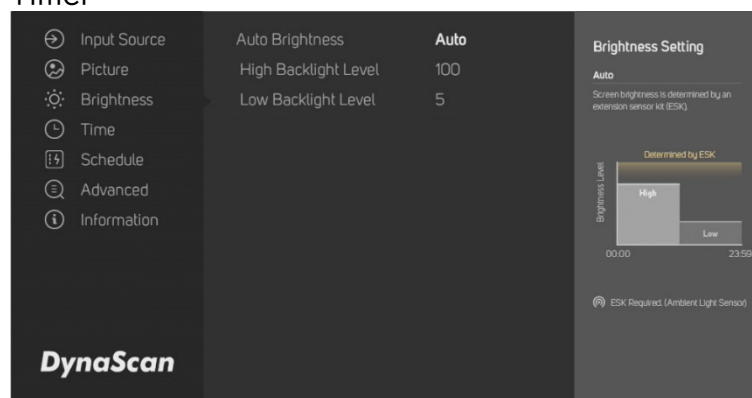 Timer
Input Source
Picture
Brightness
Time
Schedule
Advanced
Information
DynaScan
Auto Brightness Auto
High Backlight Level 100
Low Backlight Level 5
Brightness Setting
Auto
Screen brightness is determined by an
extension sensor kit (ESK).
Determined by ESK
Brightness Level
High
Low
00:00 23:59
ESK Required. (Ambient Light Sensor)